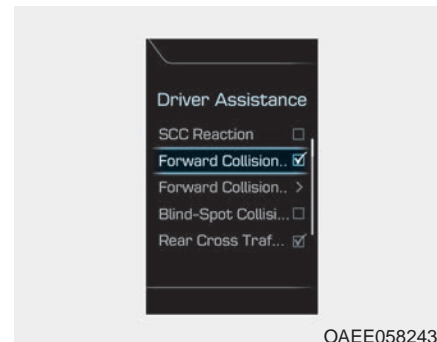 Driver Assistance
SCC Reaction
Forward Collision..
Forward Collision.. >
Blind-Spot Collisi...
Rear Cross Traf...
OAEE058243